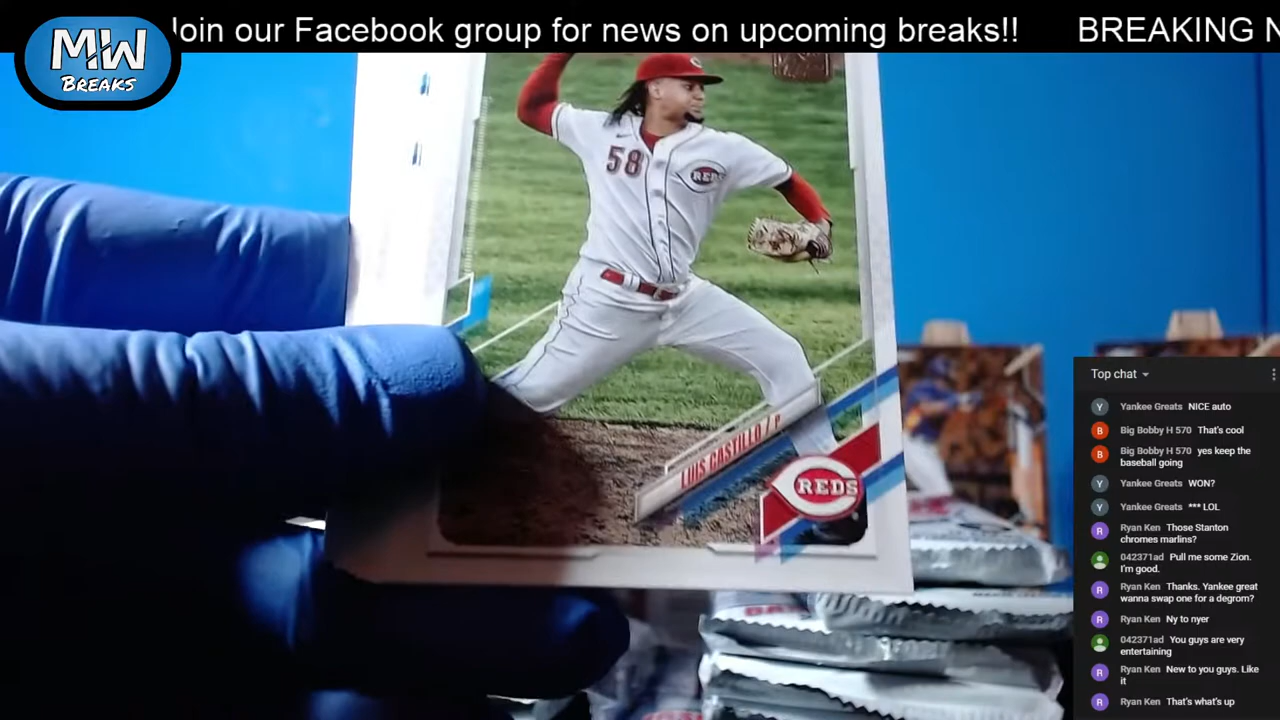 Join our Facebook group for news on upcoming breaks!! BREAKING N
MW
BREAKS
58
REDS
LUIS CASTILLO / P
REDS
Top chat
Y Yankee Greats NICE auto
B Big Bobby H 570 That's cool
B Big Bobby H 570 yes keep the
baseball going
Y Yankee Greats WON?
Y Yankee Greats *** LOL
R Ryan Ken Those Stanton
chromes marlins?
042371ad Pull me some Zion.
I'm good.
R Ryan Ken Thanks. Yankee great
wanna swap one for a degrom?
R Ryan Ken Ny to nyer
042371ad You guys are very
entertaining
R Ryan Ken New to you guys. Like
it
R Ryan Ken That's what's up